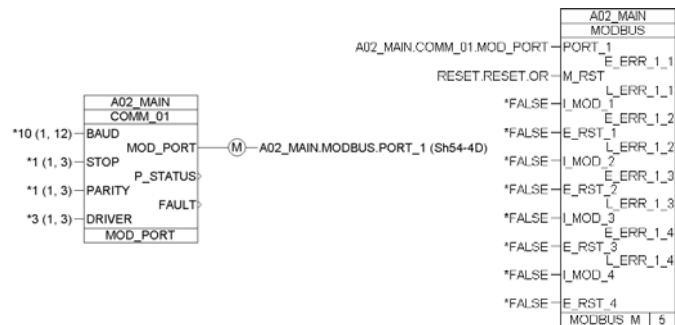 A02_MAIN
COMM_01
*10 (1, 12) BAUD
MOD_PORT M A02_MAIN.MODBUS.PORT_1 (Sh54-4D)
*1 (1, 3) STOP
P_STATUS
*1 (1, 3) PARITY
FAULT
*3 (1, 3) DRIVER
MOD_PORT
A02_MAIN
MODBUS
A02_MAIN.COMM_01.MOD_PORT PORT_1
E_ERR_1_1
RESET.RESET.OR M_RST
L_ERR_1_1
*FALSE I_MOD_1
E_ERR_1_2
*FALSE E_RST_1
L_ERR_1_2
*FALSE I_MOD_2
E_ERR_1_3
*FALSE E_RST_2
L_ERR_1_3
*FALSE I_MOD_3
E_ERR_1_4
*FALSE E_RST_3
L_ERR_1_4
*FALSE I_MOD_4
*FALSE E_RST_4
MODBUS_M 5